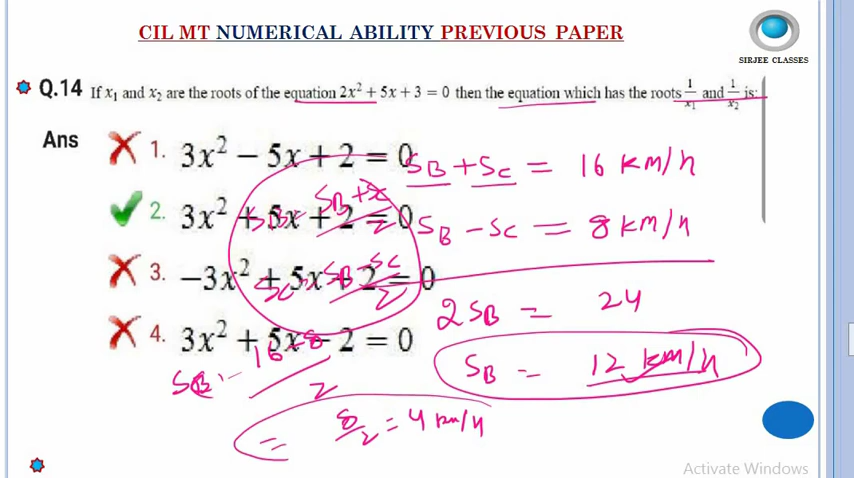 CIL MT NUMERICAL ABILITY PREVIOUS PAPER
SIRJEE CLASSES
Q.14 If x₁ and x₂ are the roots of the equation 2x² + 5x + 3 = 0 then the equation which has the roots 1/x₁ and 1/x₂ is:
Ans
1. 3x² − 5x + 2 = 0
2. 3x² + 5x + 2 = 0
3. −3x² + 5x + 2 = 0
4. 3x² + 5x − 2 = 0
SB + SC = 16 km/h
SB − SC = 8 km/h
2SB = 24
SB = 12 km/h
= 8/2 = 4 km/h
Activate Windows